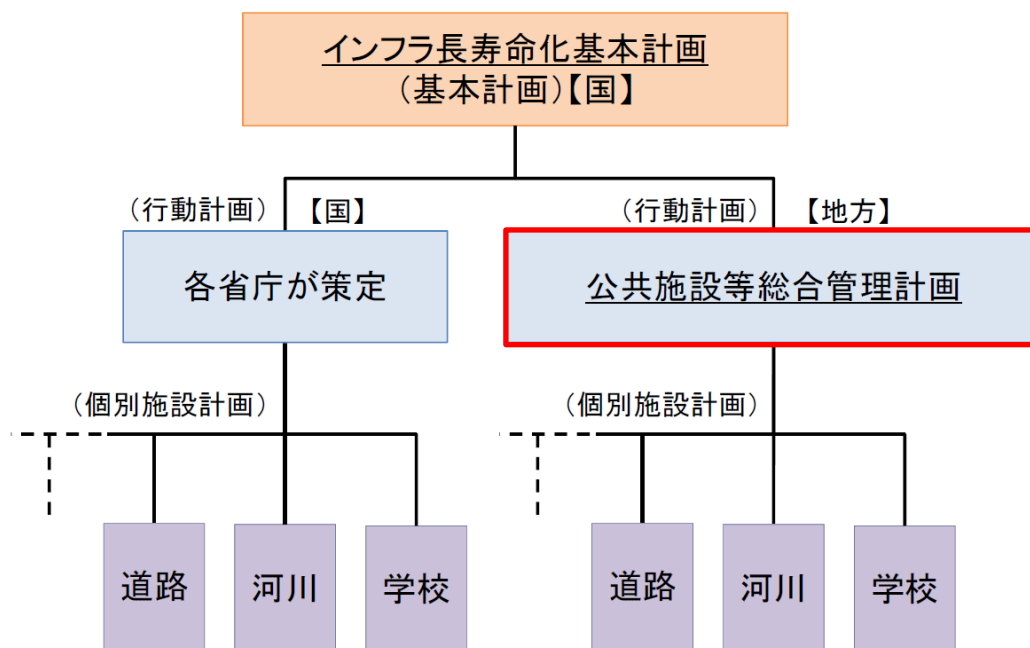 インフラ長寿命化基本計画
(基本計画)【国】
(行動計画) 【国】
(行動計画) 【地方】
各省庁が策定
公共施設等総合管理計画
(個別施設計画)
(個別施設計画)
道路
河川
学校
道路
河川
学校